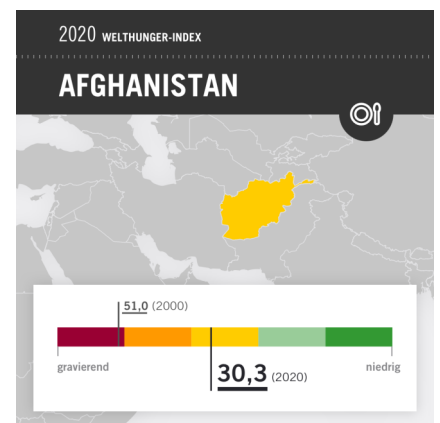 2020 WELTHUNGER-INDEX
AFGHANISTAN
51,0 (2000)
gravierend
30,3 (2020)
niedrig